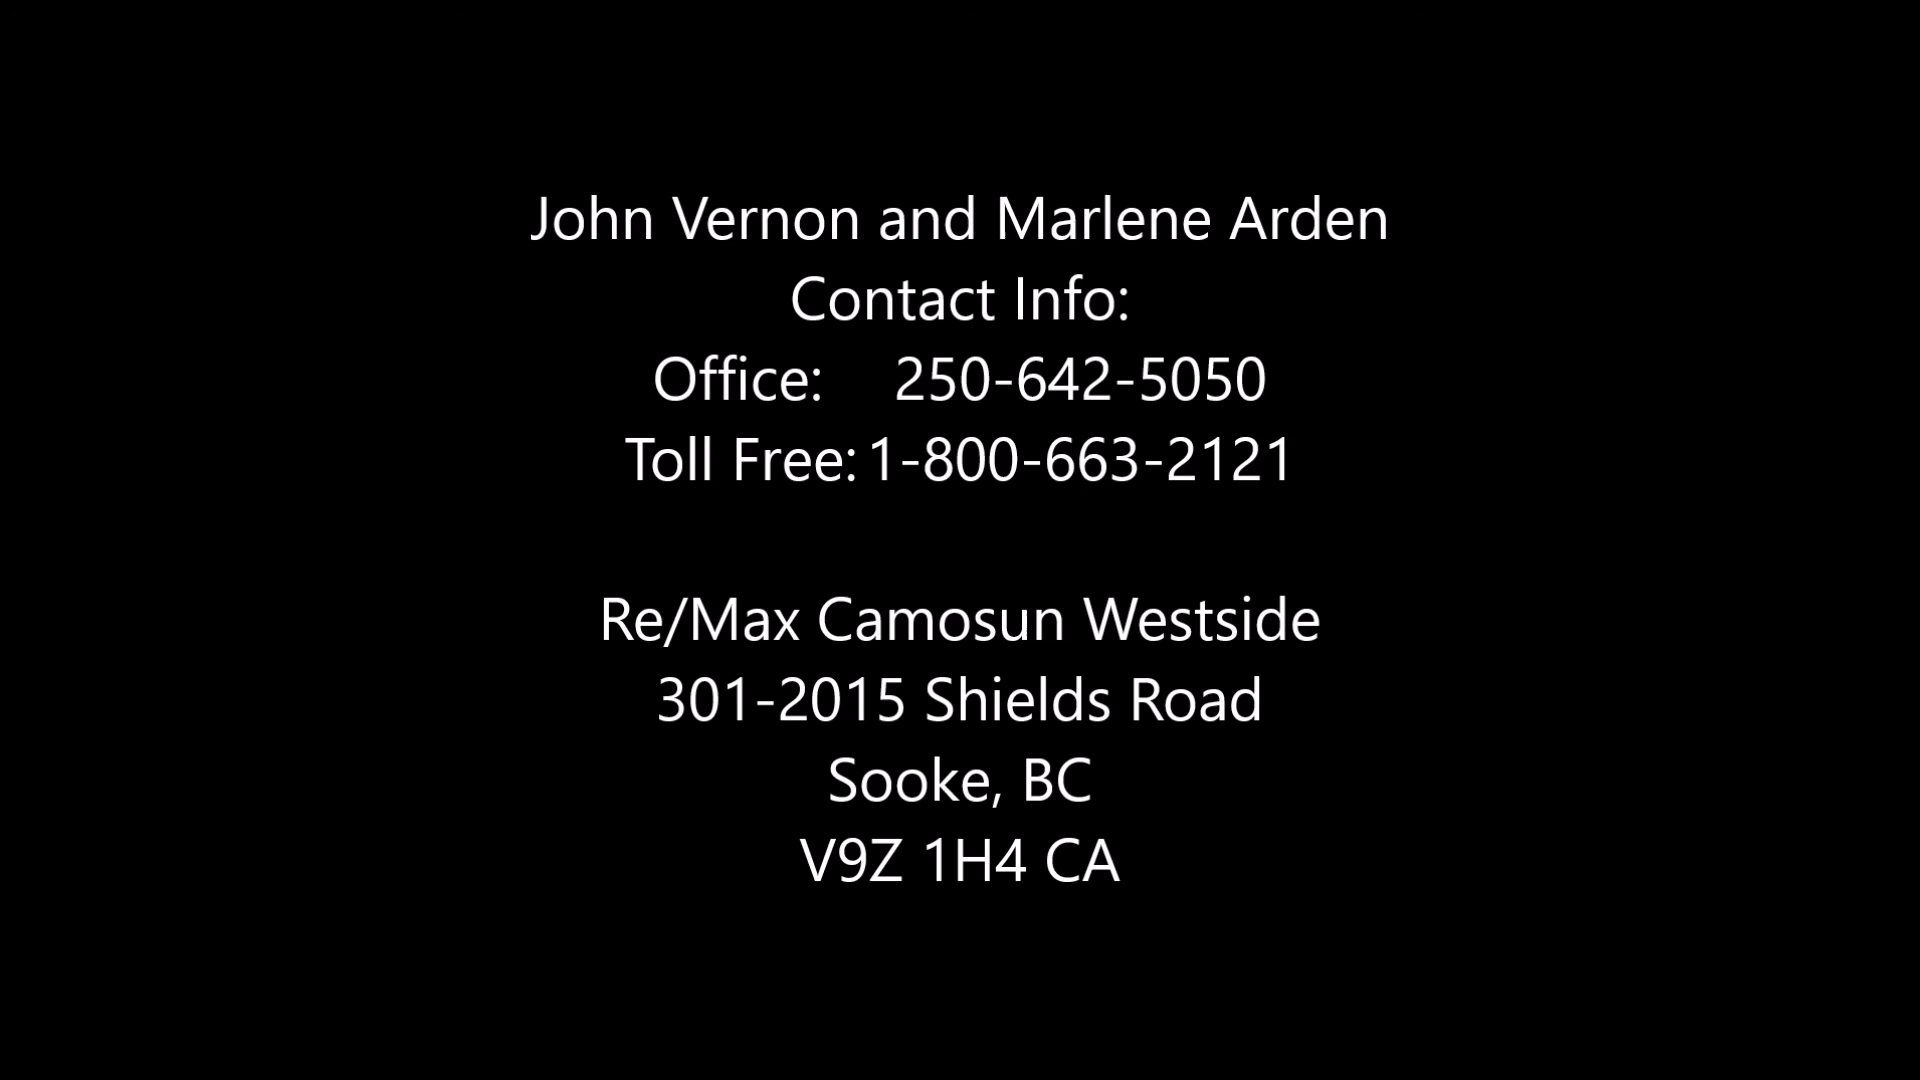 John Vernon and Marlene Arden
Contact Info:
Office: 250-642-5050
Toll Free: 1-800-663-2121
Re/Max Camosun Westside
301-2015 Shields Road
Sooke, BC
V9Z 1H4 CA